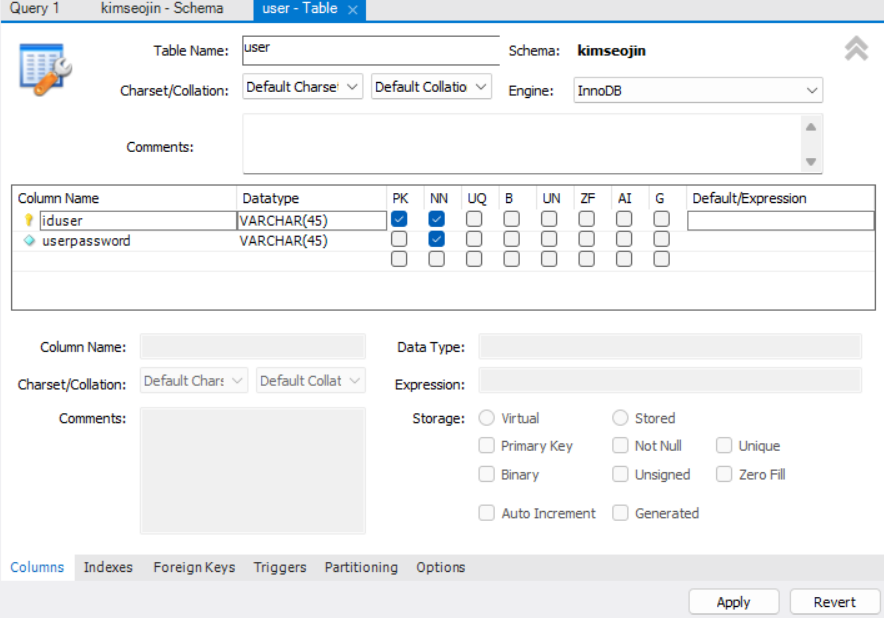 Query 1 kimseojin - Schema user - Table ×
Table Name: user Schema: kimseojin
Charset/Collation: Default Charset Default Collatio Engine: InnoDB
Comments:
Column Name Datatype PK NN UQ B UN ZF AI G Default/Expression
iduser VARCHAR(45)
userpassword VARCHAR(45)
Column Name: Data Type:
Charset/Collation: Default Chars Default Collat Expression:
Comments: Storage: Virtual Stored
Primary Key Not Null Unique
Binary Unsigned Zero Fill
Auto Increment Generated
Columns Indexes Foreign Keys Triggers Partitioning Options
Apply Revert